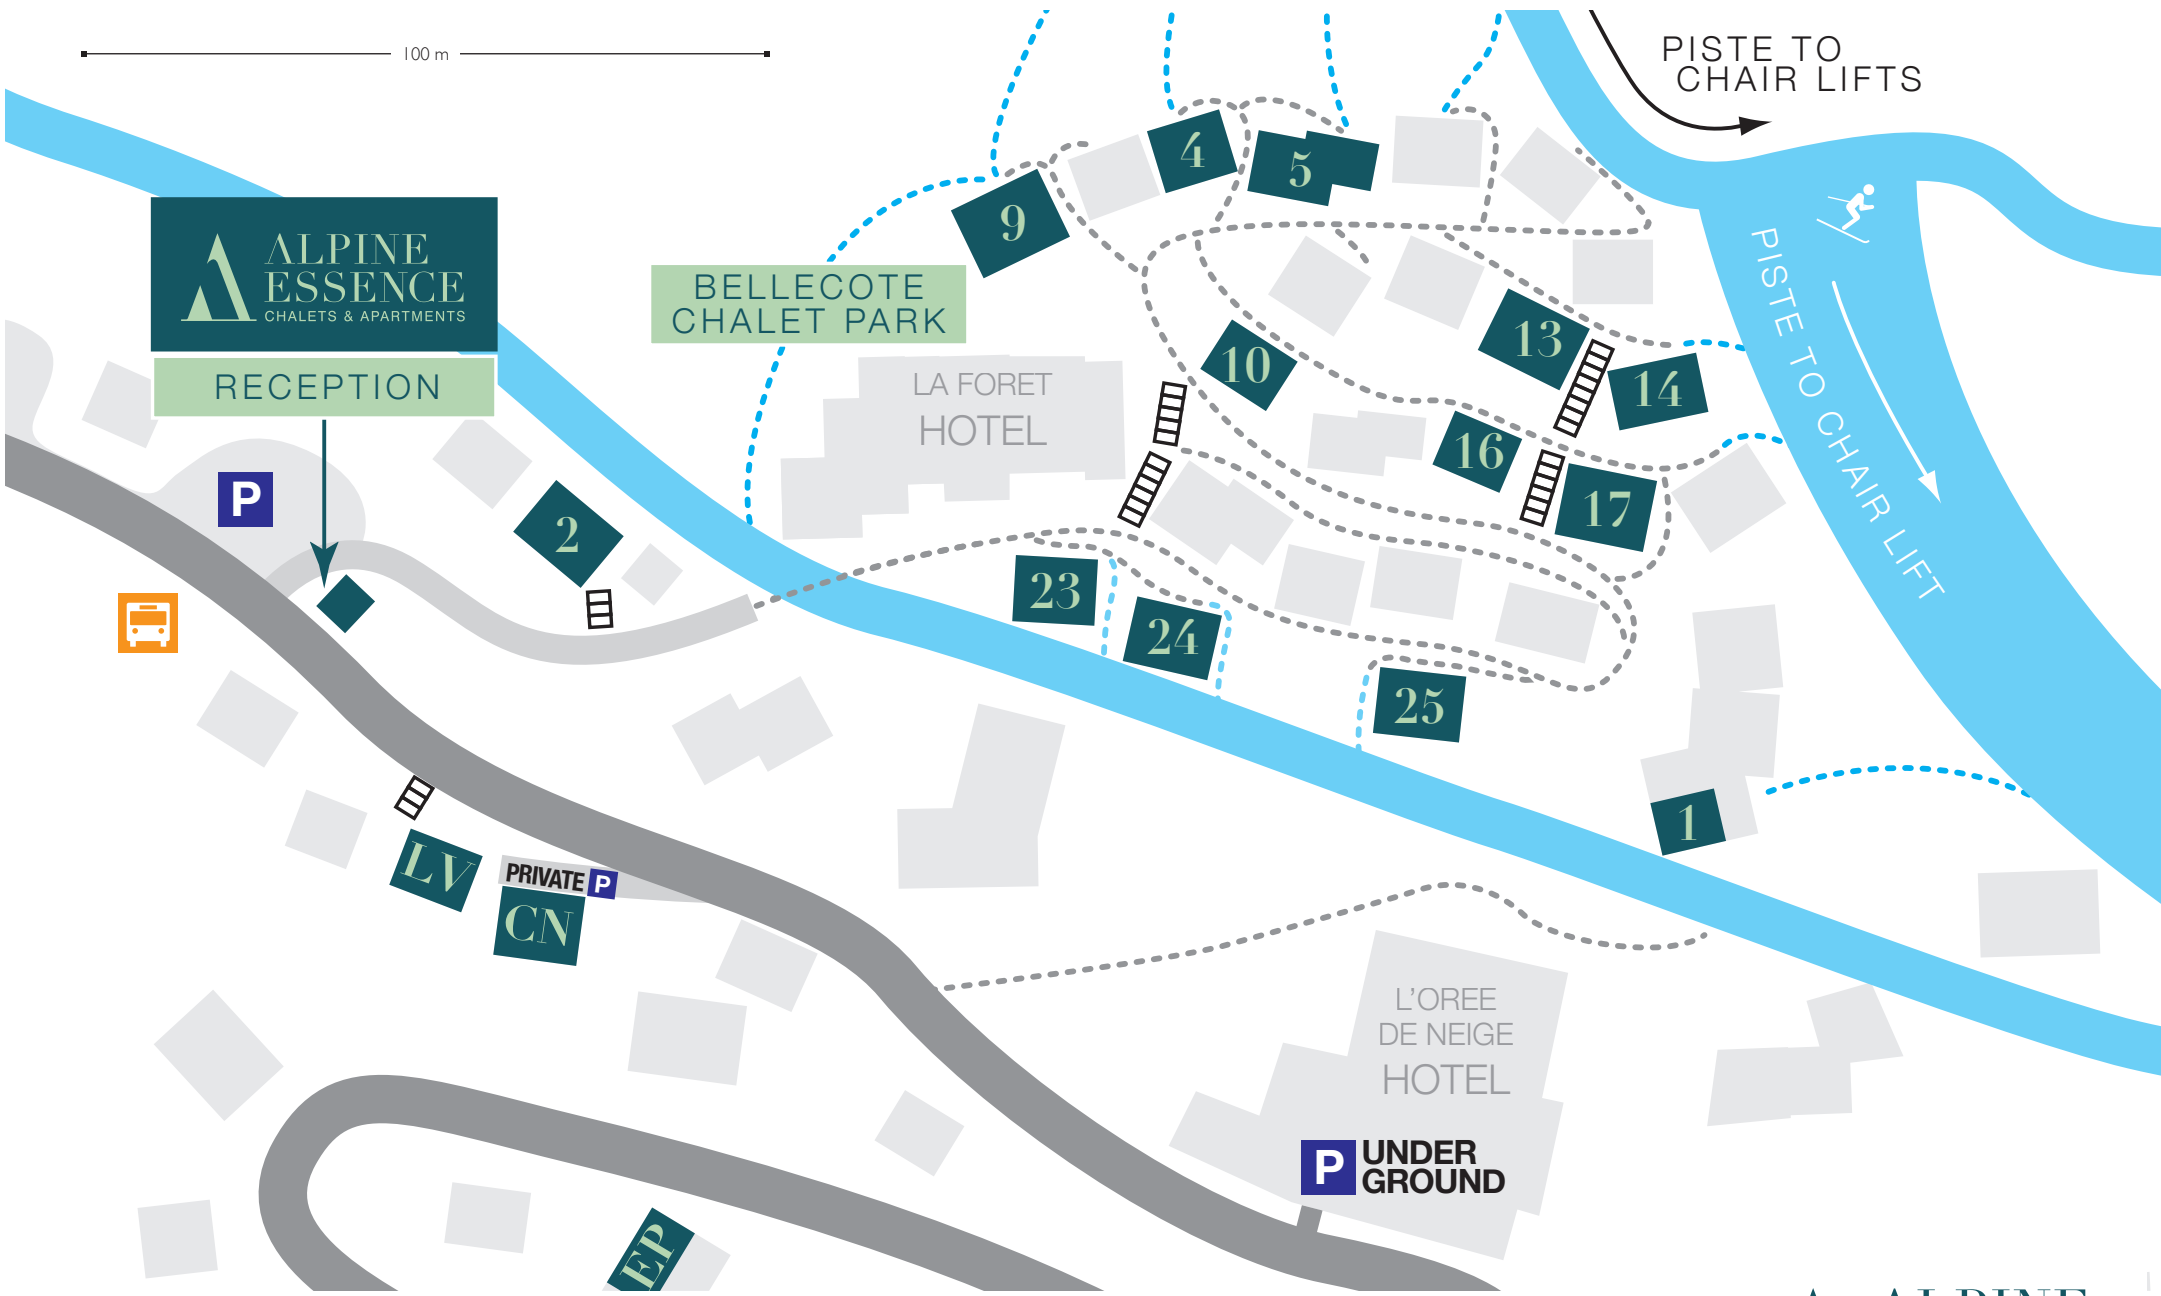 100 m
PISTE TO
CHAIR LIFTS
4
5
9
ALPINE
ESSENCE
CHALETS & APARTMENTS
RECEPTION
BELLECOTE
CHALET PARK
PISTE TO CHAIR LIFT
13
10
14
LA FORET
HOTEL
16
17
P
2
23
24
25
1
LV
PRIVATE P
CN
L'OREE
DE NEIGE
HOTEL
P UNDER
GROUND
EP
ALPINE